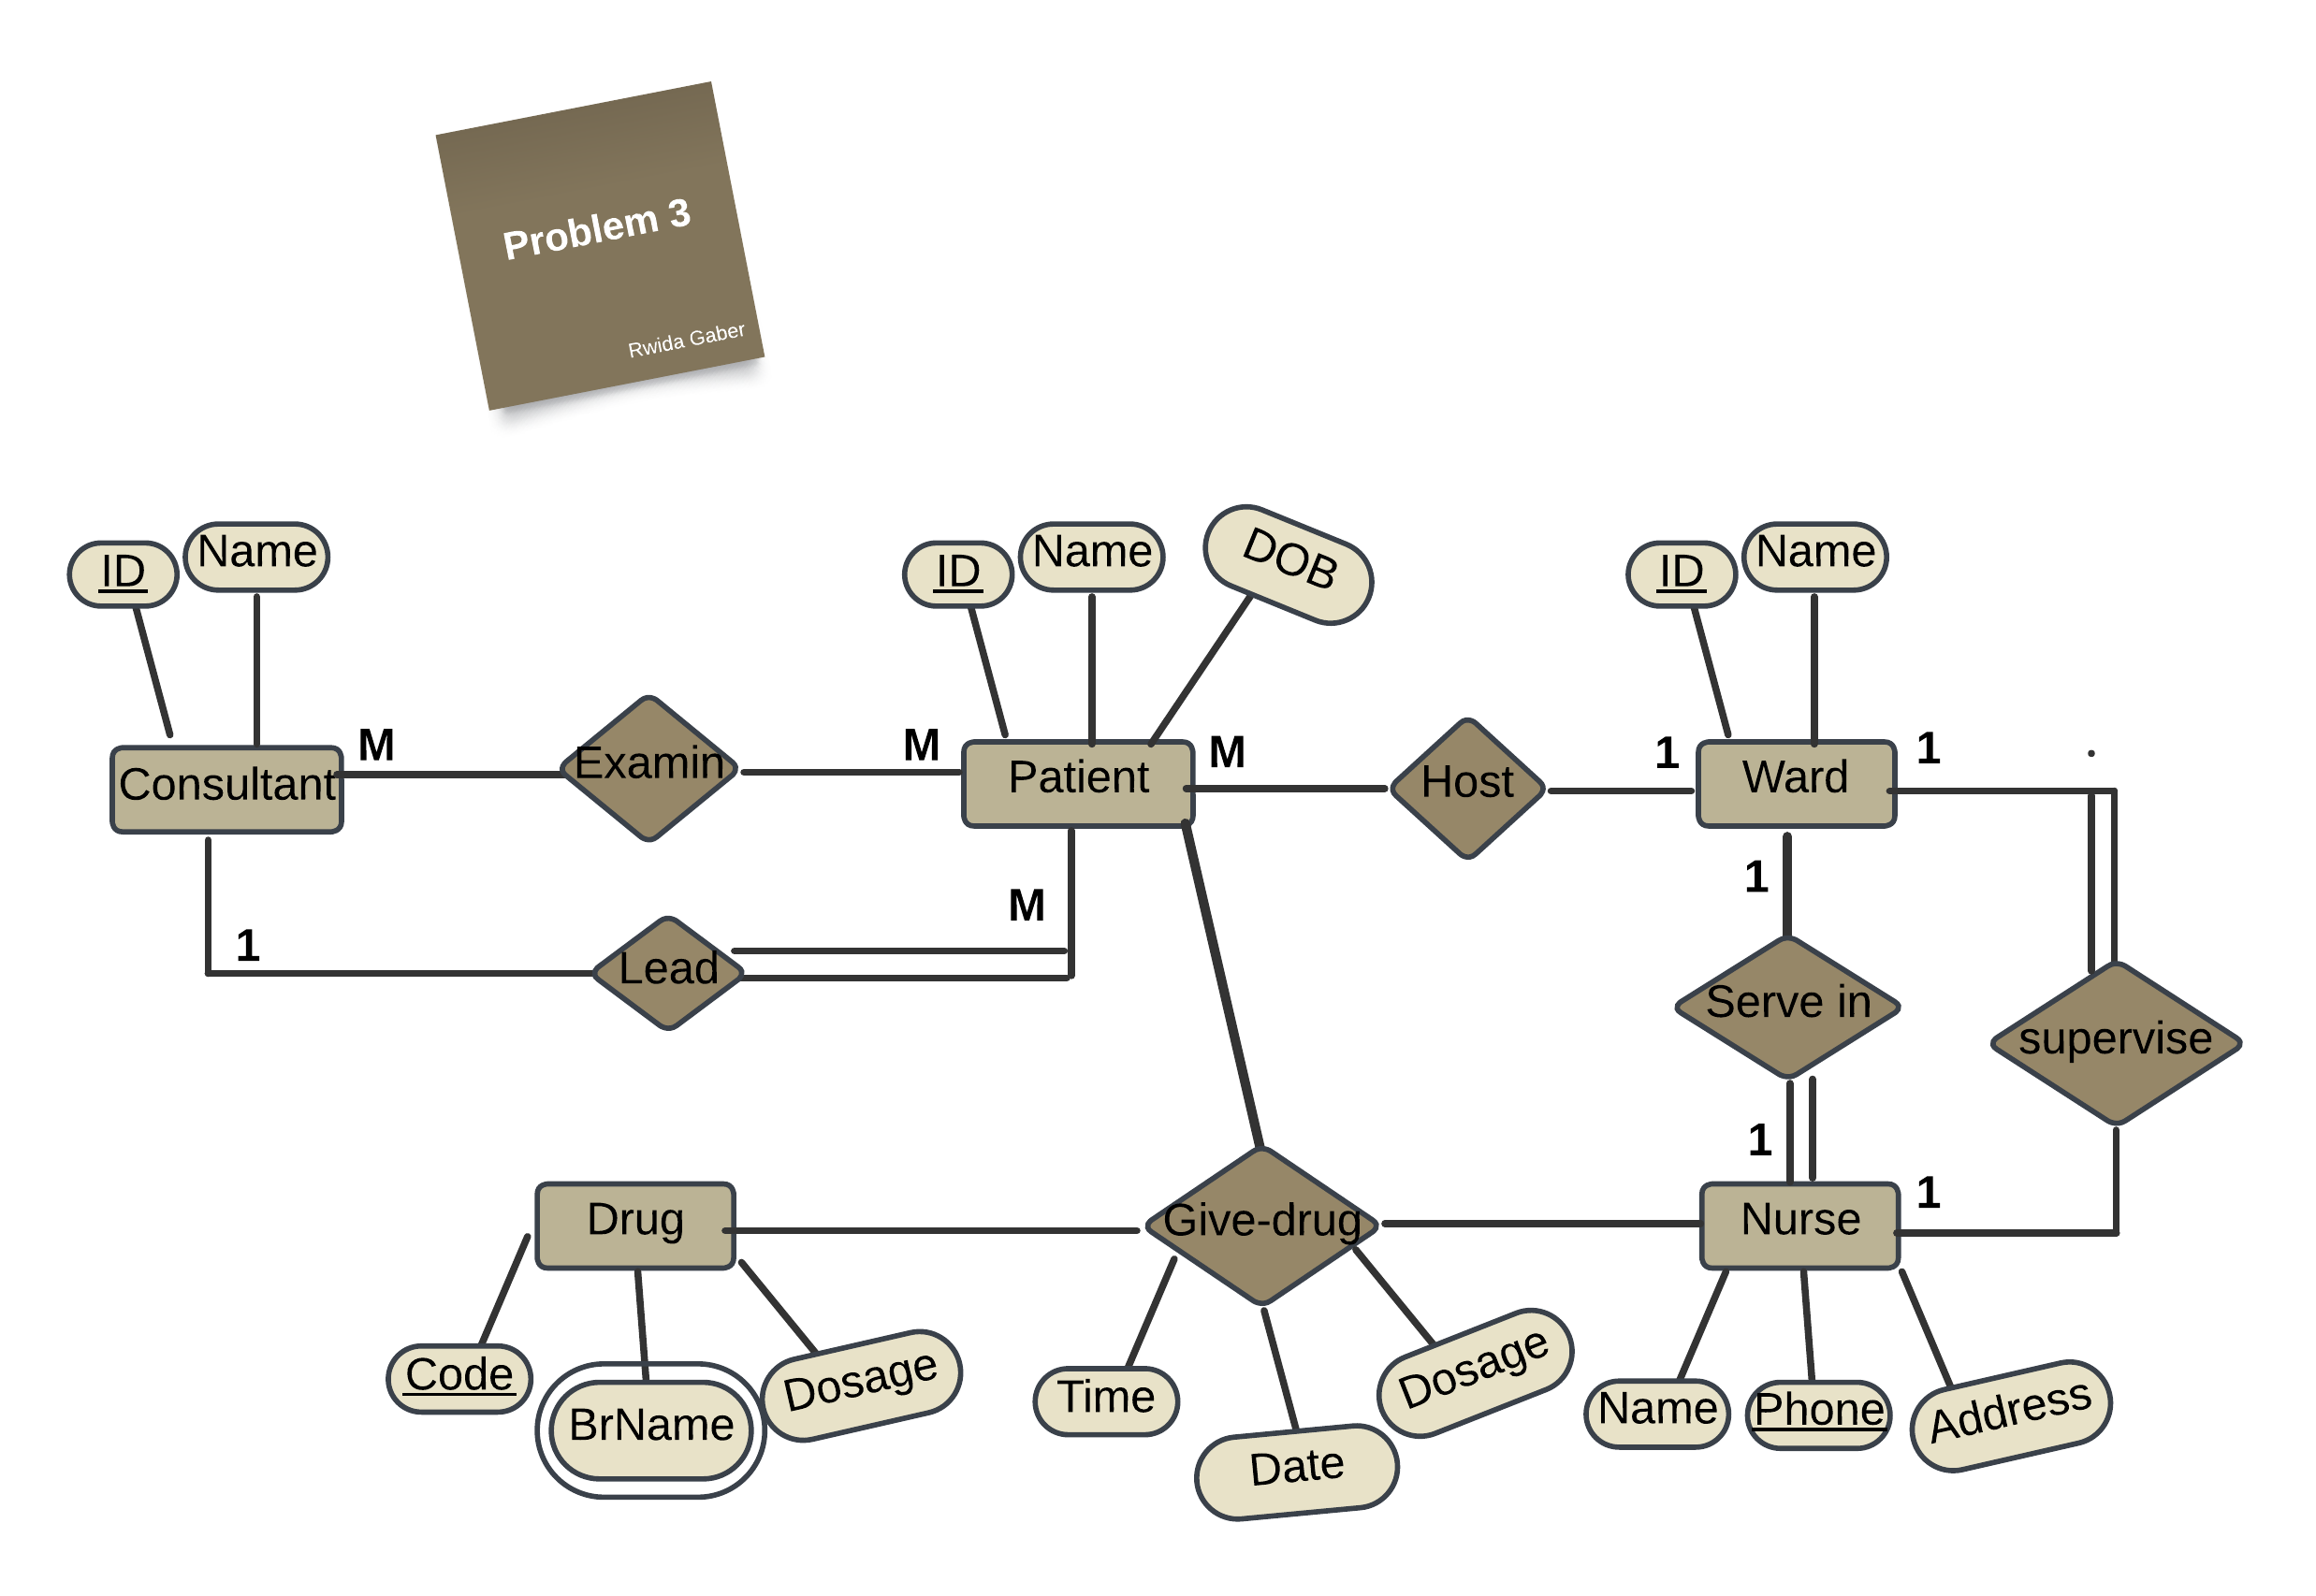 Problem 3
Rwida Gaber
ID
Name
ID
Name
DOB
ID
Name
Consultant
M
Examin
M
Patient
M
Host
1
Ward
1
1
M
1
Lead
Serve in
supervise
1
1
Drug
Give-drug
Nurse
Code
BrName
Dosage
Time
Date
Dosage
Name
Phone
Address